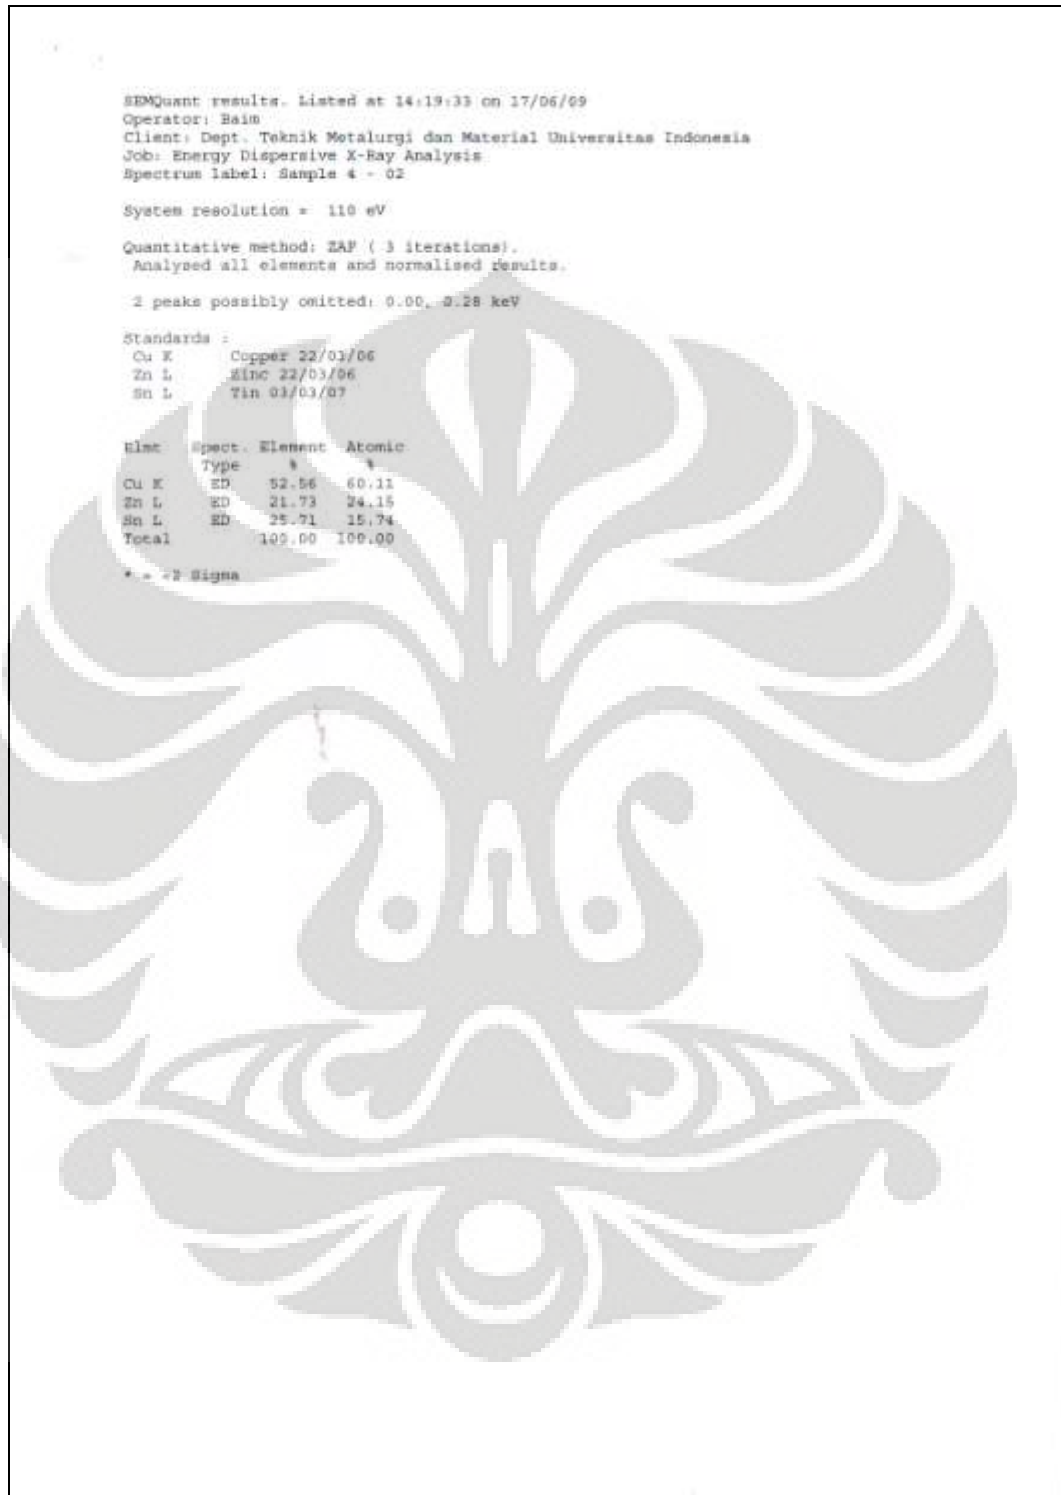 SEMQuant results. Listed at 14:19:33 on 17/06/09
Operator: Baim
Client: Dept. Teknik Metalurgi dan Material Universitas Indonesia
Job: Energy Dispersive X-Ray Analysis
Spectrum label: Sample 4 - 02
System resolution = 110 eV
Quantitative method: ZAF ( 3 iterations).
Analysed all elements and normalised results.
2 peaks possibly omitted: 0.00, 0.28 keV
Standards :
Cu K Copper 22/03/06
Zn L Zinc 22/03/06
Sn L Tin 03/03/07
Elmt Spect. Element Atomic
Type % %
Cu K ED 52.56 60.11
Zn L ED 21.73 24.15
Sn L ED 25.71 15.74
Total 100.00 100.00
* = <2 Sigma